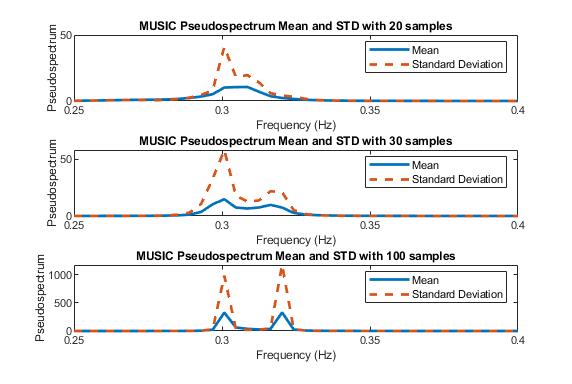 MUSIC Pseudospectrum Mean and STD with 20 samples
50
0
Pseudospectrum
Mean
Standard Deviation
0.25
0.3
0.35
0.4
Frequency (Hz)
MUSIC Pseudospectrum Mean and STD with 30 samples
50
0
Pseudospectrum
Mean
Standard Deviation
0.25
0.3
0.35
0.4
Frequency (Hz)
MUSIC Pseudospectrum Mean and STD with 100 samples
1000
500
0
Pseudospectrum
Mean
Standard Deviation
0.25
0.3
0.35
0.4
Frequency (Hz)